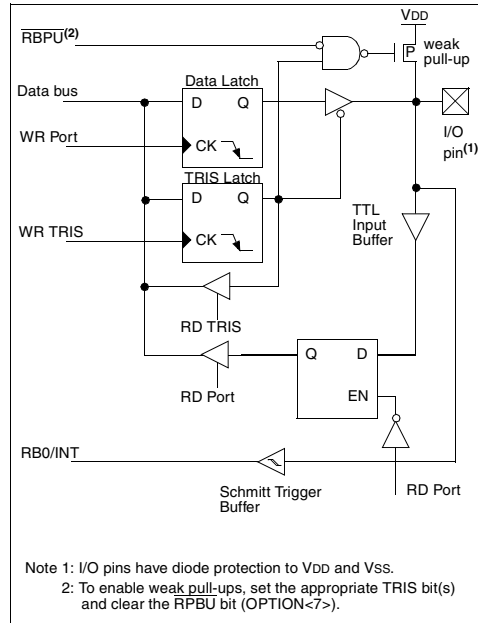 VDD
RBPU(2)
P
weak
pull-up
Data Latch
Data bus
D
Q
WR Port
CK
I/O
pin(1)
TRIS Latch
D
Q
TTL
Input
Buffer
WR TRIS
CK
RD TRIS
Q
D
RD Port
EN
RB0/INT
RD Port
Schmitt Trigger
Buffer
Note 1: I/O pins have diode protection to VDD and VSS.
2: To enable weak pull-ups, set the appropriate TRIS bit(s)
and clear the RPBU bit (OPTION<7>).